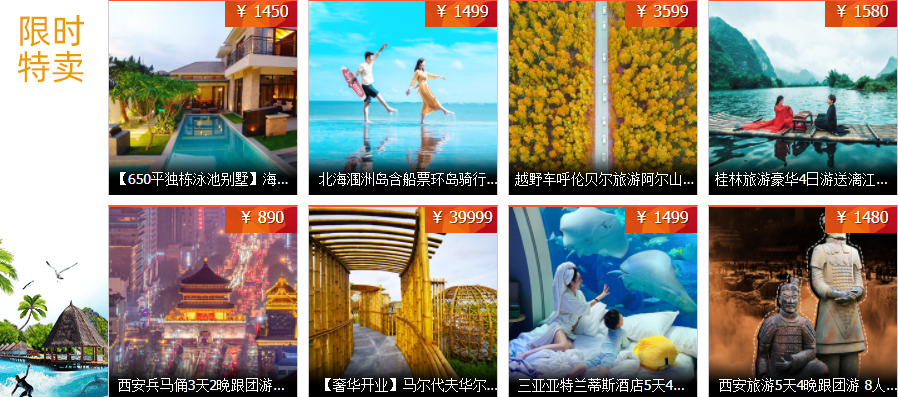 限时
特卖
¥ 1450
【650平独栋泳池别墅】海...
¥ 1499
北海涠洲岛含船票环岛骑行...
¥ 3599
越野车呼伦贝尔旅游阿尔山...
¥ 1580
桂林旅游豪华4日游送漓江...
¥ 890
西安兵马俑3天2晚跟团游...
¥ 39999
【奢华开业】马尔代夫华尔...
¥ 1499
三亚亚特兰蒂斯酒店5天4...
¥ 1480
西安旅游5天4晚跟团游 8人...